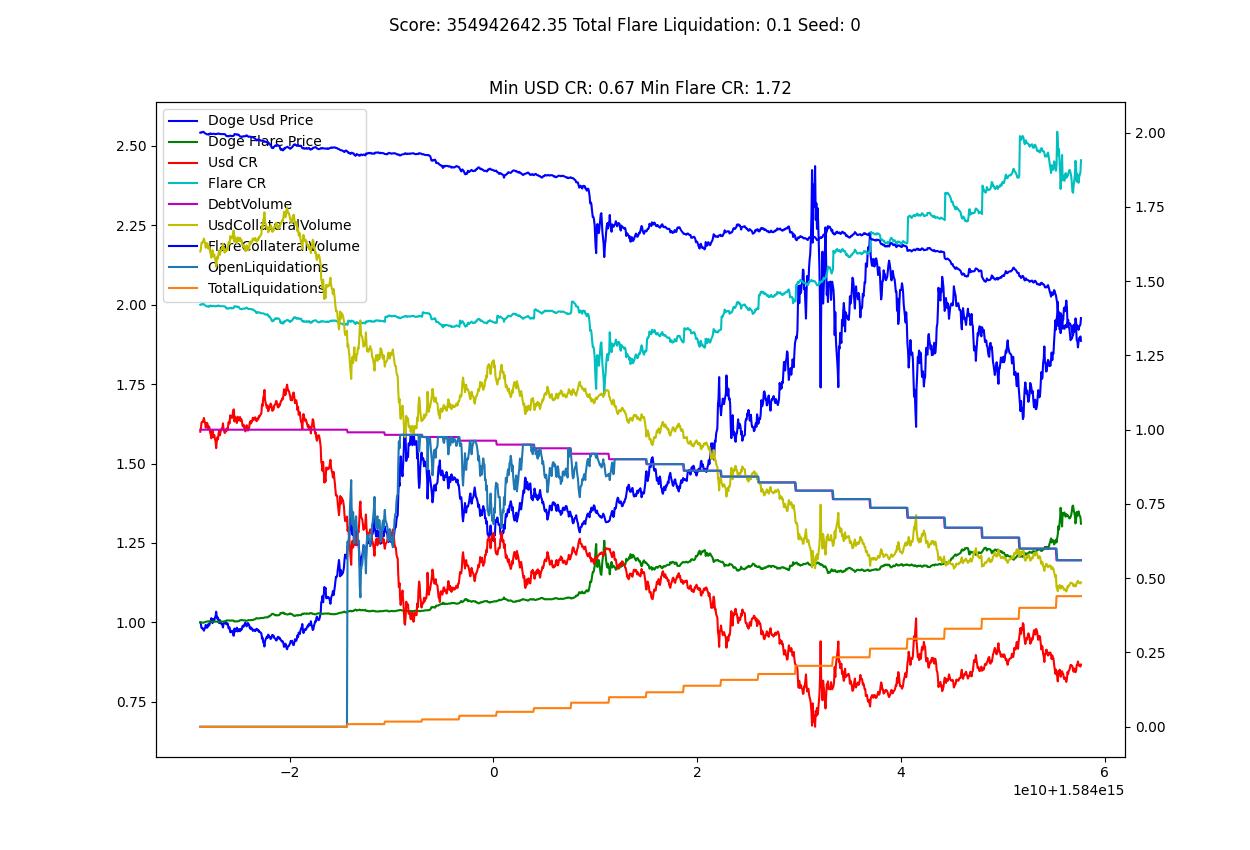 Score: 354942642.35 Total Flare Liquidation: 0.1 Seed: 0
Min USD CR: 0.67 Min Flare CR: 1.72
Doge Usd Price
Doge Flare Price
Usd CR
Flare CR
DebtVolume
UsdCollateralVolume
FlareCollateralVolume
OpenLiquidations
TotalLiquidations
2.50
2.25
2.00
1.75
1.50
1.25
1.00
0.75
2.00
1.75
1.50
1.25
1.00
0.75
0.50
0.25
0.00
−2 0 2 4 6
1e10+1.584e15